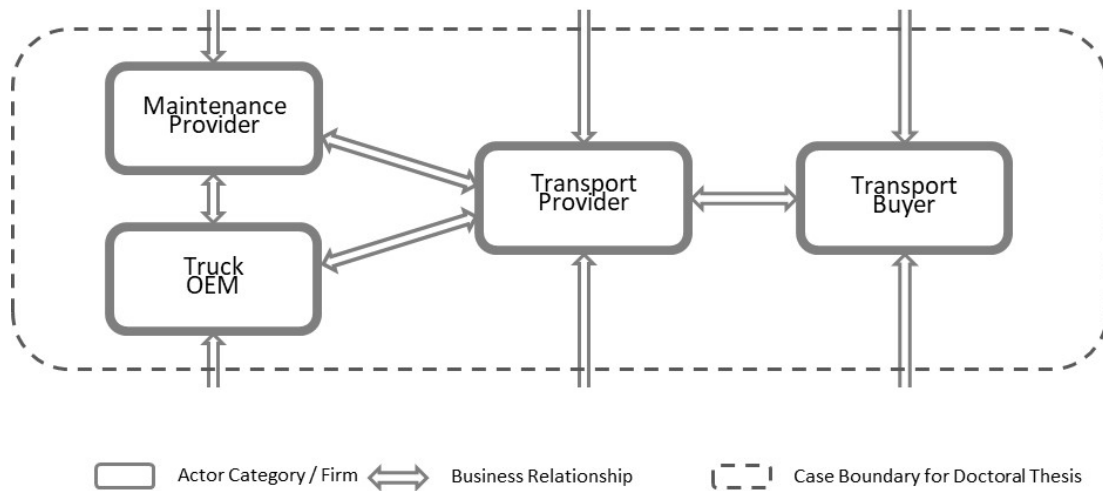 Maintenance
Provider
Transport
Provider
Transport
Buyer
Truck
OEM
Actor Category / Firm
Business Relationship
Case Boundary for Doctoral Thesis